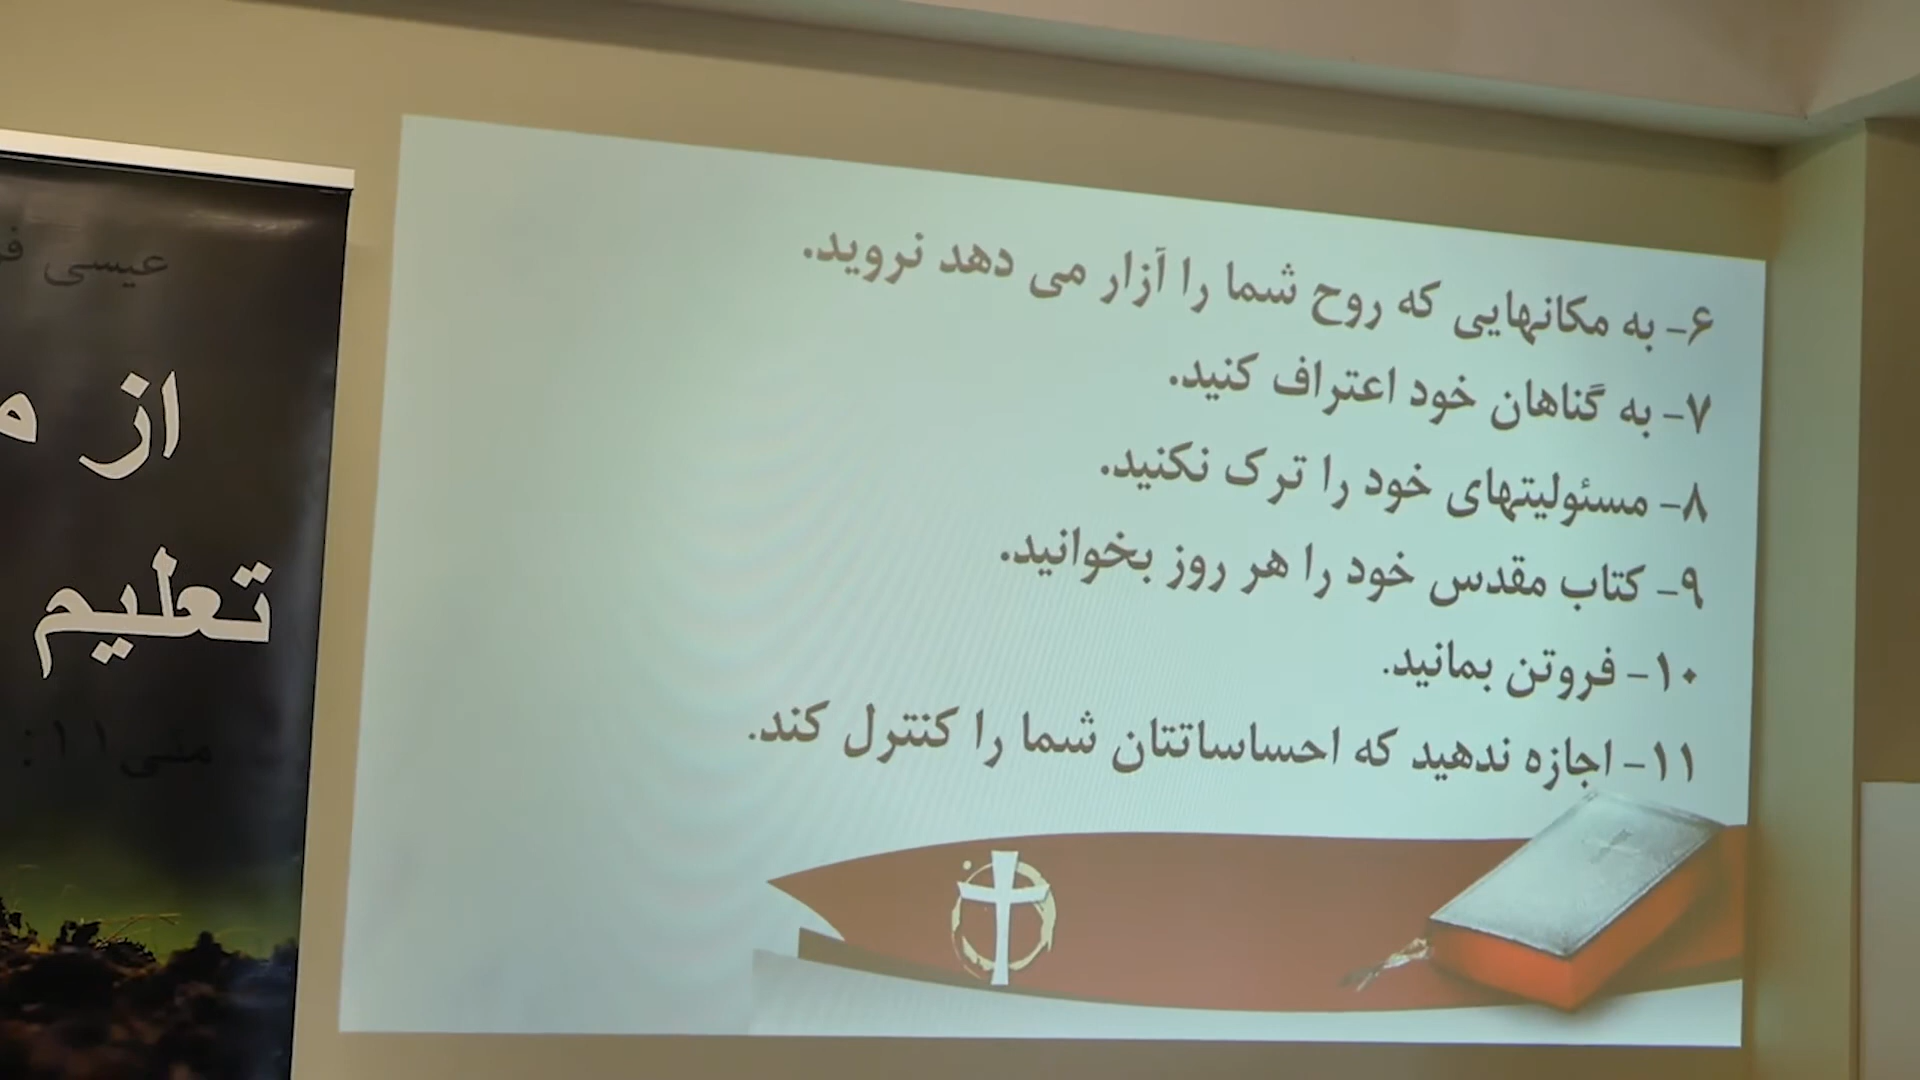 ۶- به مکانهایی که روح شما را آزار می دهد نروید.
۷- به گناهان خود اعتراف کنید.
۸- مسئولیتهای خود را ترک نکنید.
۹- کتاب مقدس خود را هر روز بخوانید.
۱۰- فروتن بمانید.
۱۱- اجازه ندهید که احساساتتان شما را کنترل کند.
عیسی
از
تعلیم
متی۱۱: